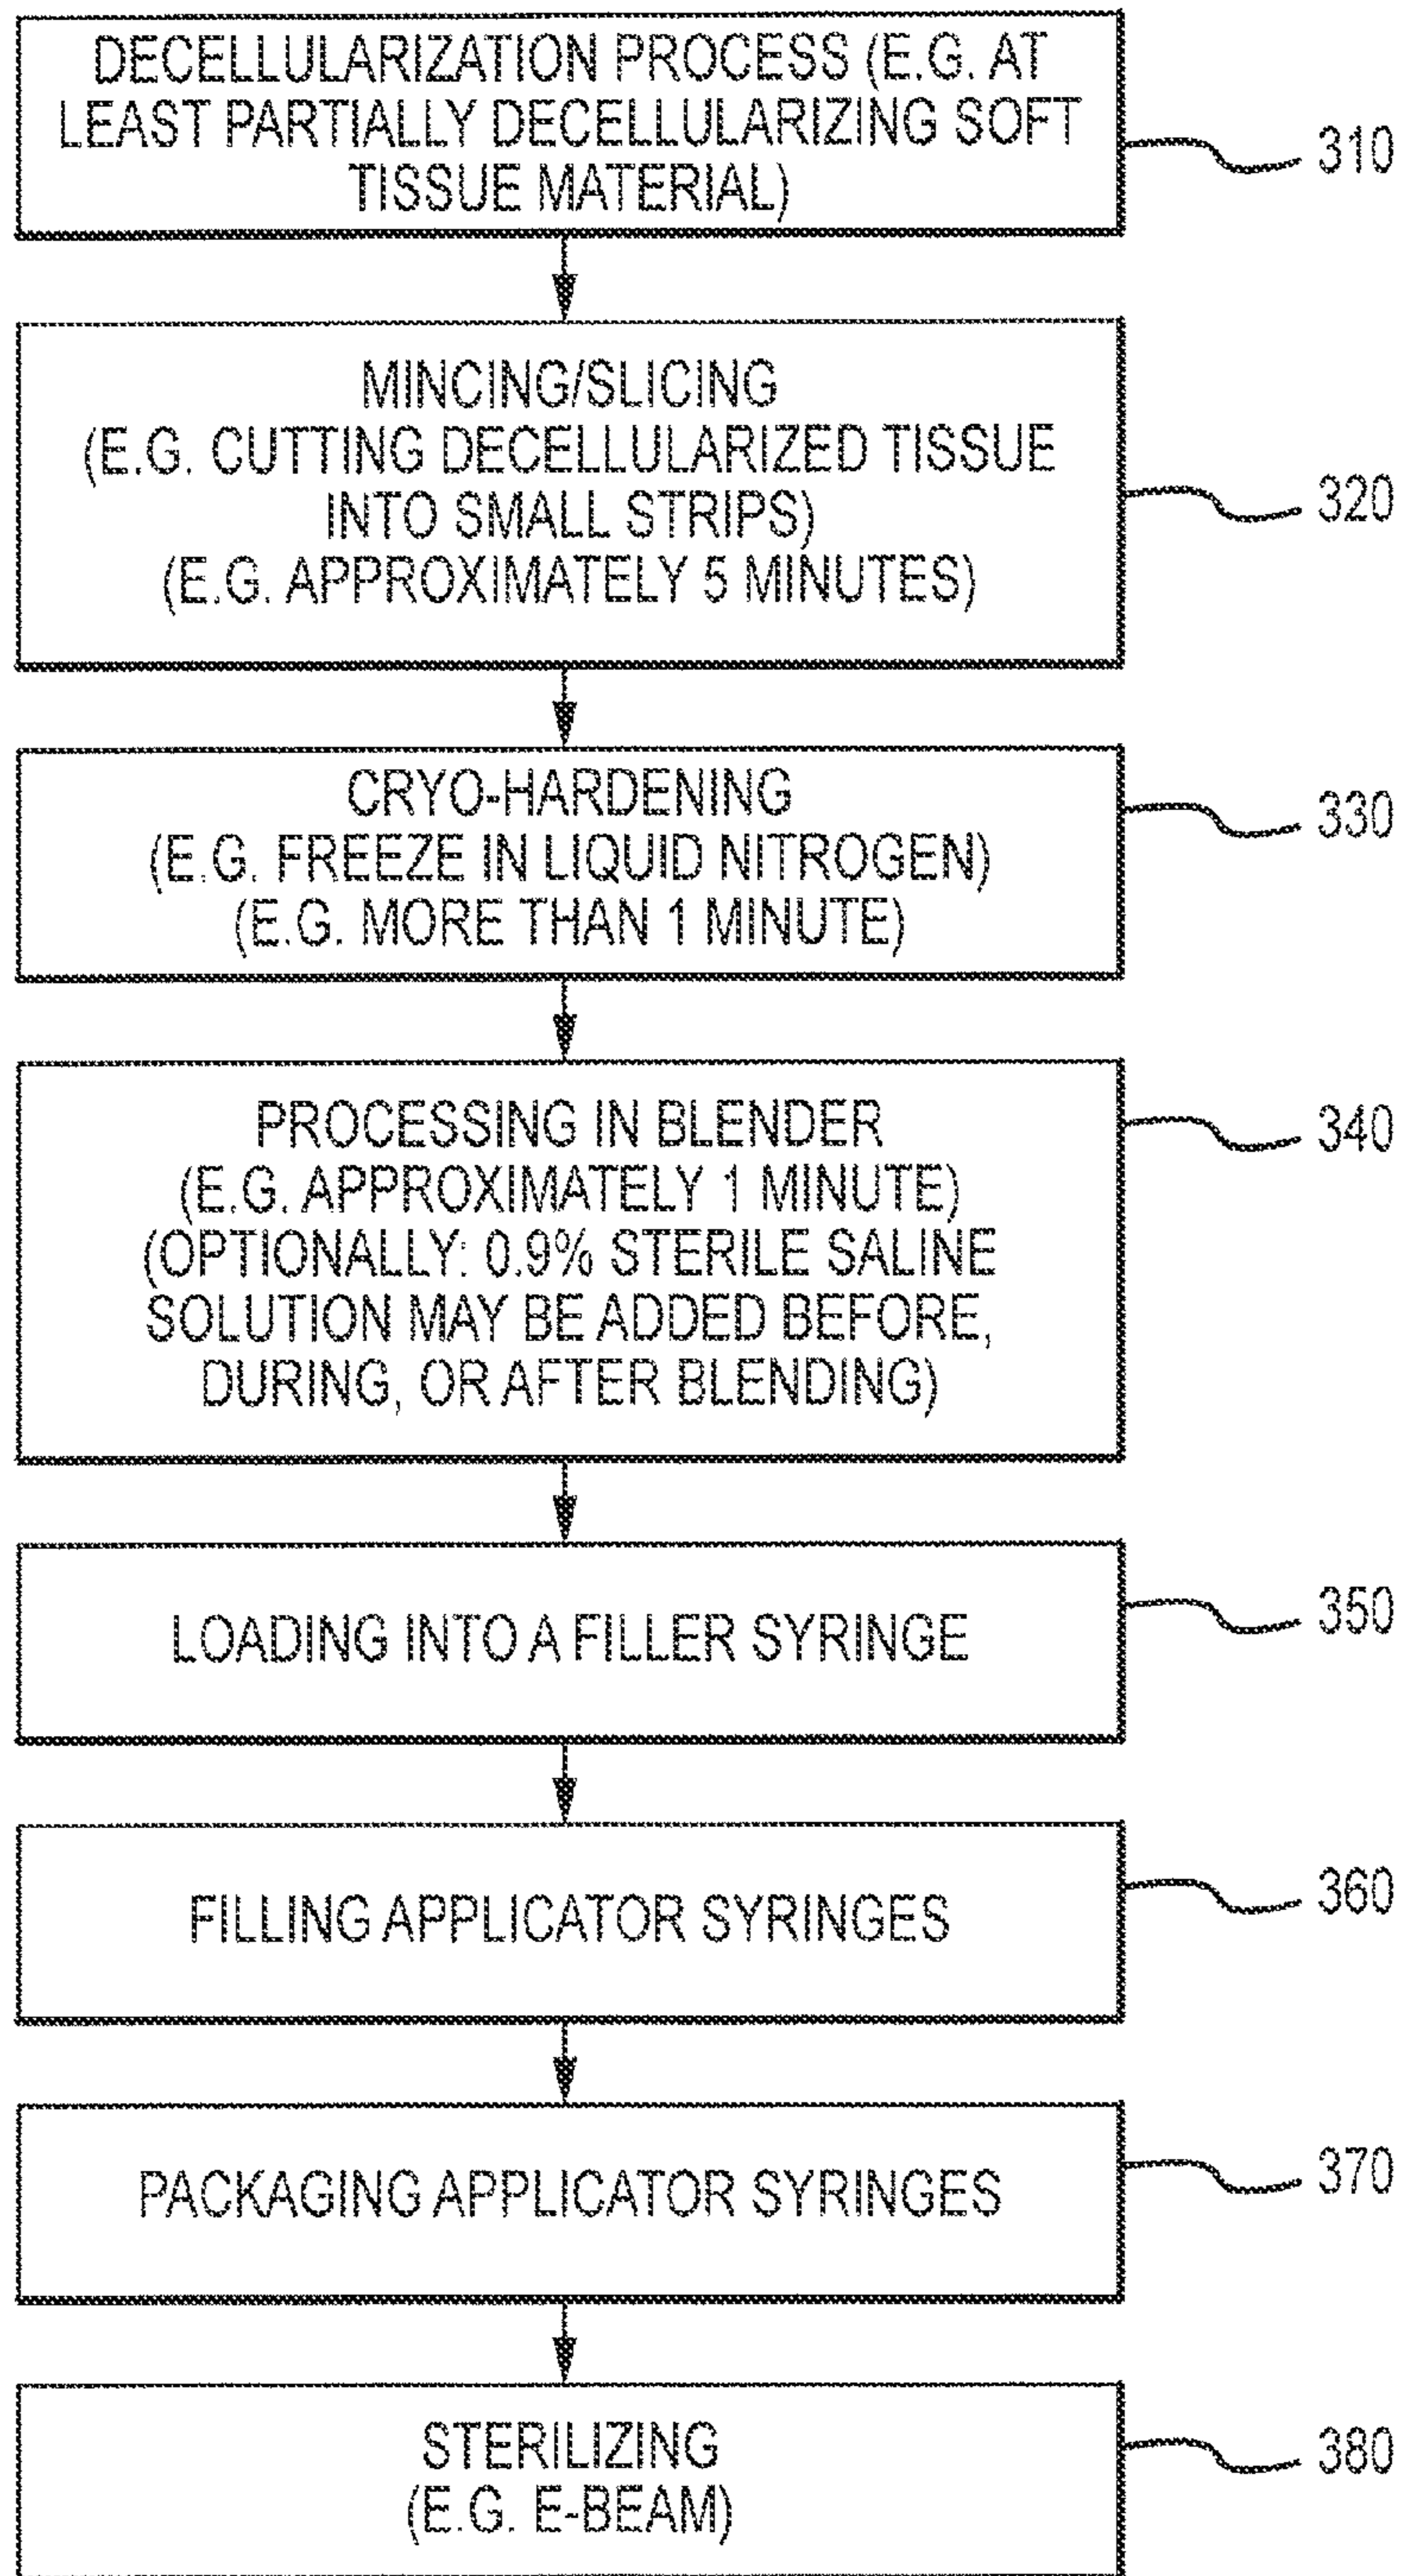 DECELLULARIZATION PROCESS (E.G. AT
LEAST PARTIALLY DECELLULARIZING SOFT
TISSUE MATERIAL)
310
MINCING/SLICING
(E.G. CUTTING DECELLULARIZED TISSUE
INTO SMALL STRIPS)
(E.G. APPROXIMATELY 5 MINUTES)
320
CRYO-HARDENING
(E.G. FREEZE IN LIQUID NITROGEN)
(E.G. MORE THAN 1 MINUTE)
330
PROCESSING IN BLENDER
(E.G. APPROXIMATELY 1 MINUTE)
(OPTIONALLY: 0.9% STERILE SALINE
SOLUTION MAY BE ADDED BEFORE,
DURING, OR AFTER BLENDING)
340
LOADING INTO A FILLER SYRINGE
350
FILLING APPLICATOR SYRINGES
360
PACKAGING APPLICATOR SYRINGES
370
STERILIZING
(E.G. E-BEAM)
380